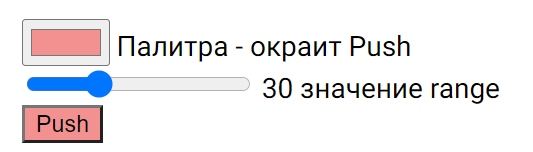 Палитра - окраит Push
30 значение range
Push